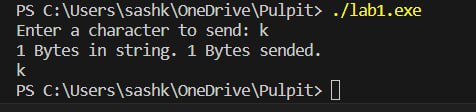 PS C:\Users\sashk\OneDrive\Pulpit> ./lab1.exe
Enter a character to send: k
1 Bytes in string. 1 Bytes sended.
k
PS C:\Users\sashk\OneDrive\Pulpit>